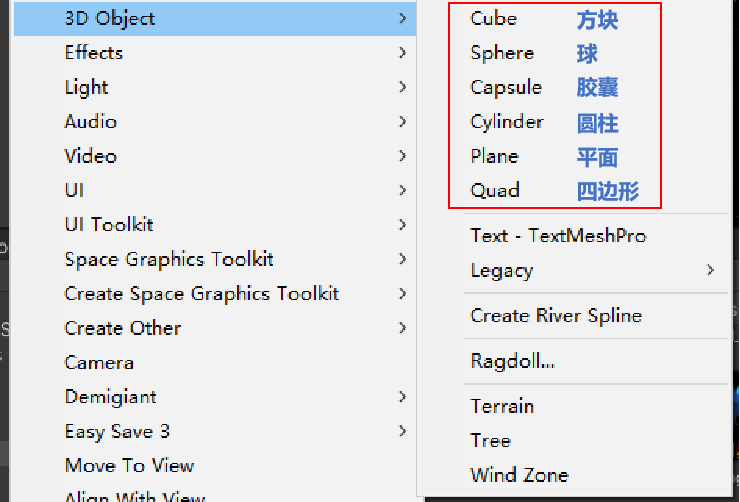 3D Object
Effects
Light
Audio
Video
UI
UI Toolkit
Space Graphics Toolkit
Create Space Graphics Toolkit
Create Other
Camera
Demigiant
Easy Save 3
Move To View
Align With View
Cube 方块
Sphere 球
Capsule 胶囊
Cylinder 圆柱
Plane 平面
Quad 四边形
Text - TextMeshPro
Legacy
Create River Spline
Ragdoll...
Terrain
Tree
Wind Zone